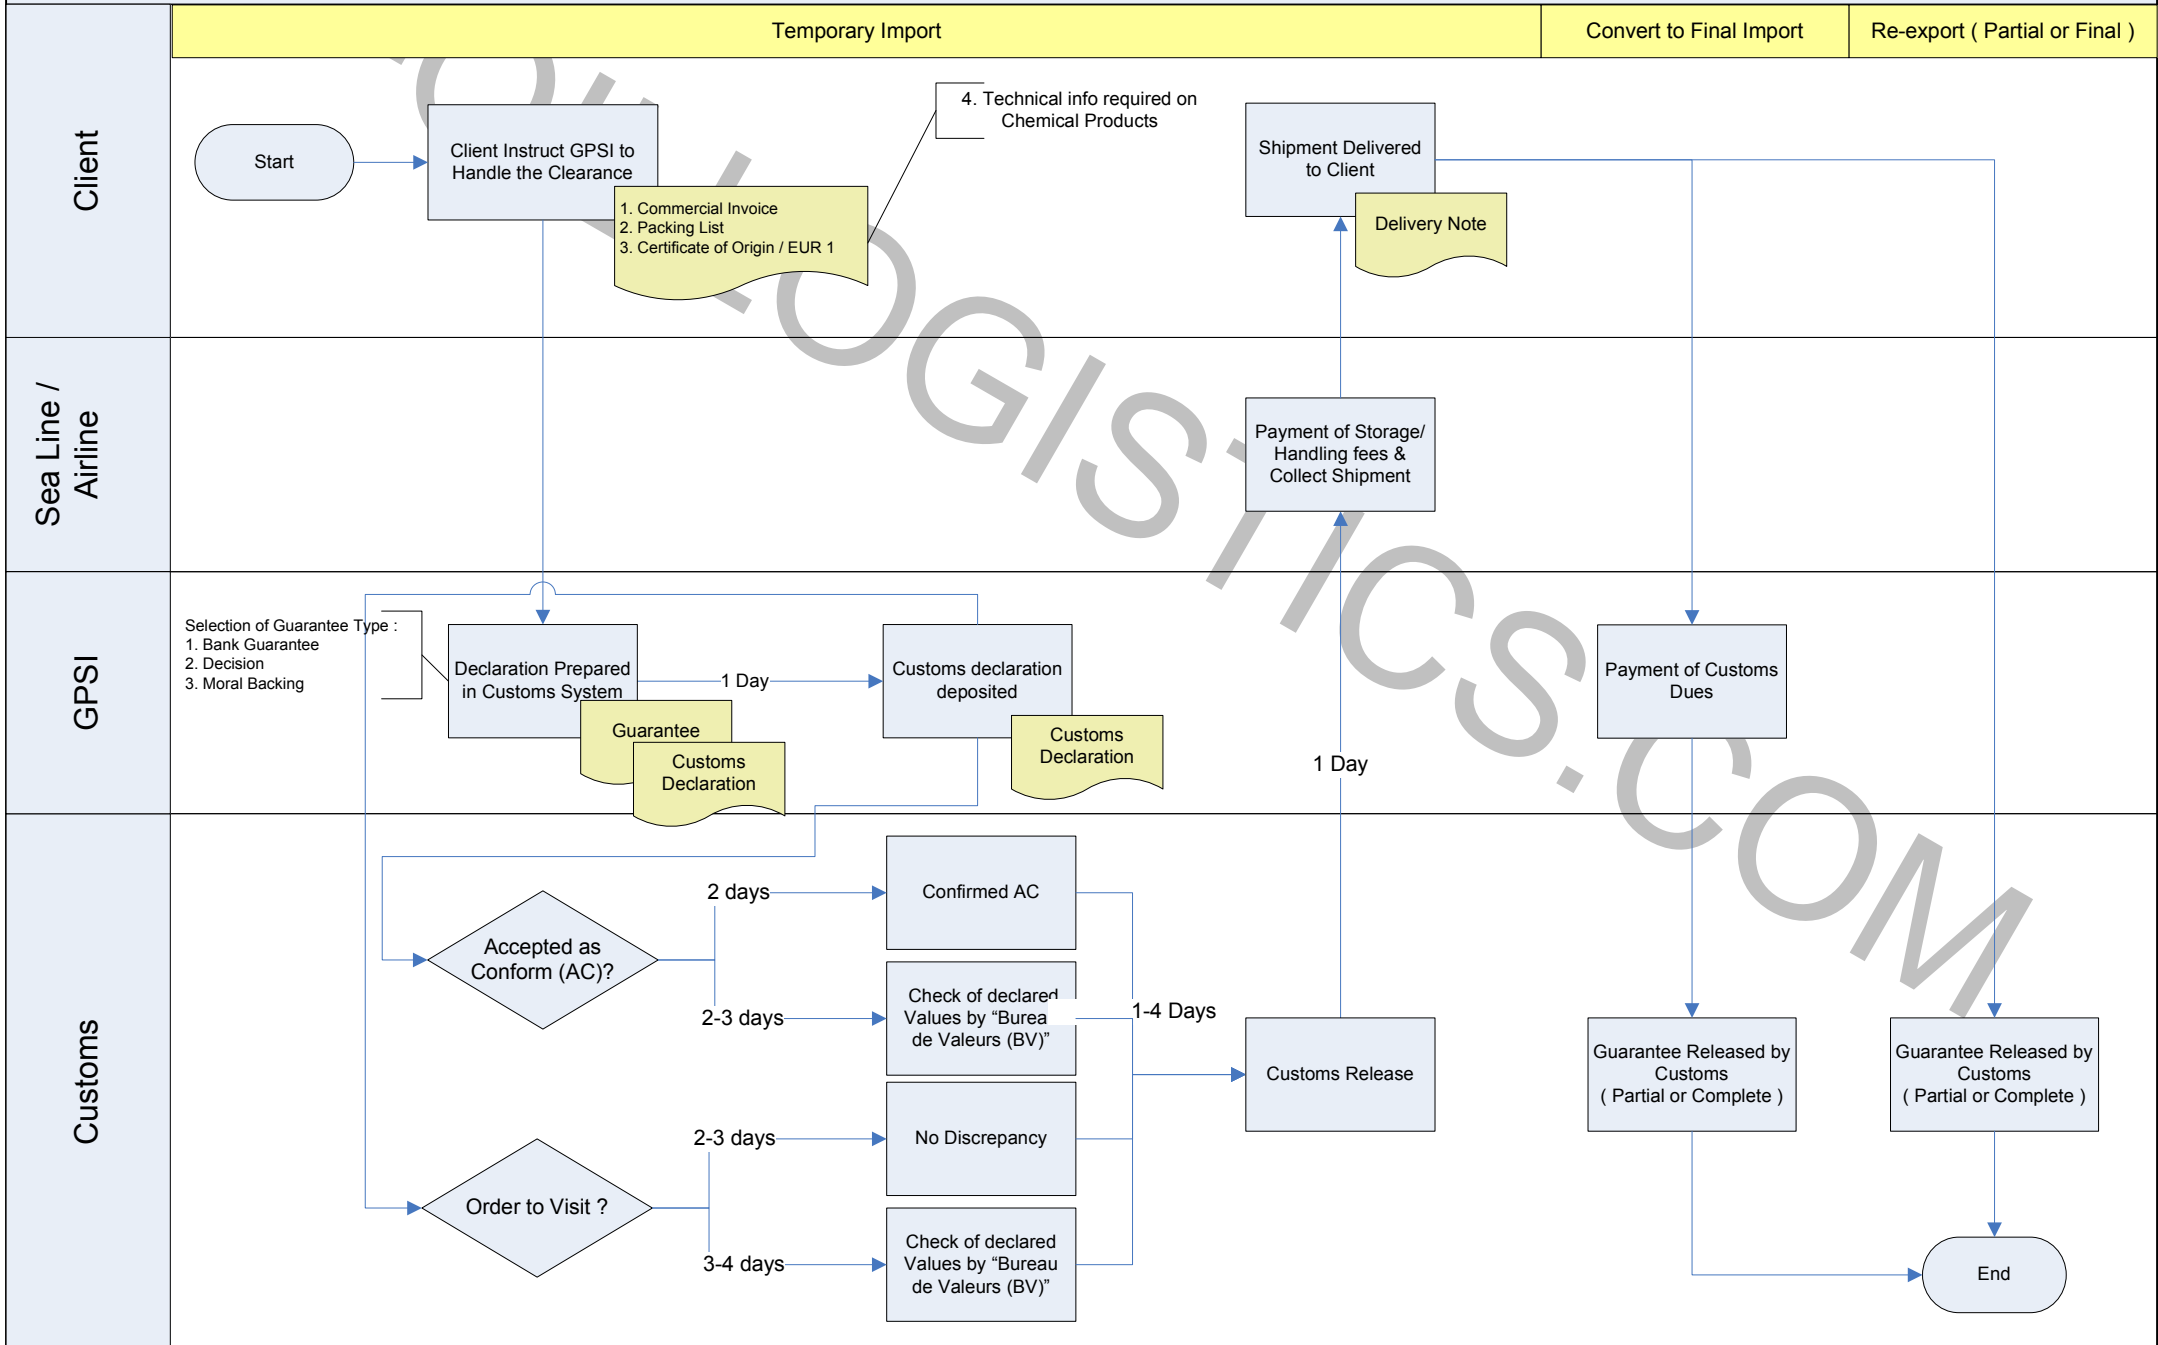 Temporary Import
Convert to Final Import
Re-export ( Partial or Final )
Client
Start
Client Instruct GPSI to
Handle the Clearance
1. Commercial Invoice
2. Packing List
3. Certificate of Origin / EUR 1
4. Technical info required on
Chemical Products
Shipment Delivered
to Client
Delivery Note
Sea Line /
Airline
Payment of Storage/
Handling fees &
Collect Shipment
GPSI
Selection of Guarantee Type :
1. Bank Guarantee
2. Decision
3. Moral Backing
Declaration Prepared
in Customs System
Guarantee
Customs
Declaration
1 Day
Customs declaration
deposited
Customs
Declaration
1 Day
Payment of Customs
Dues
Customs
Accepted as
Conform (AC)?
2 days
Confirmed AC
2-3 days
Check of declared
Values by “Burea
de Valeurs (BV)”
1-4 Days
Order to Visit ?
2-3 days
No Discrepancy
3-4 days
Check of declared
Values by “Bureau
de Valeurs (BV)”
Customs Release
Guarantee Released by
Customs
( Partial or Complete )
Guarantee Released by
Customs
( Partial or Complete )
End
LOGISTICS.COM